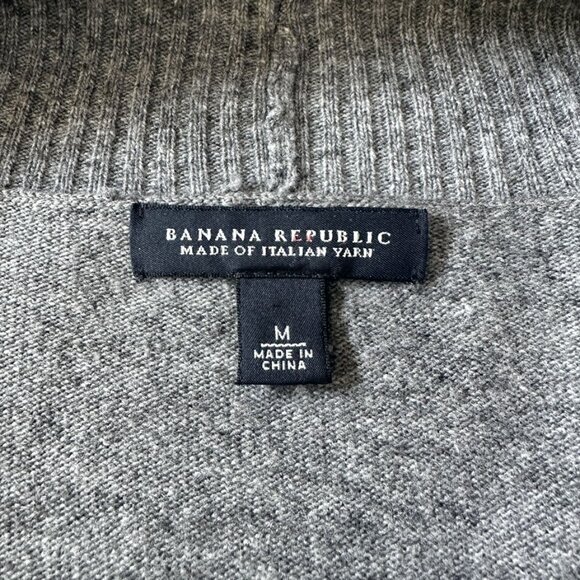 BANANA REPUBLIC
MADE OF ITALIAN YARN
M
MADE IN
CHINA